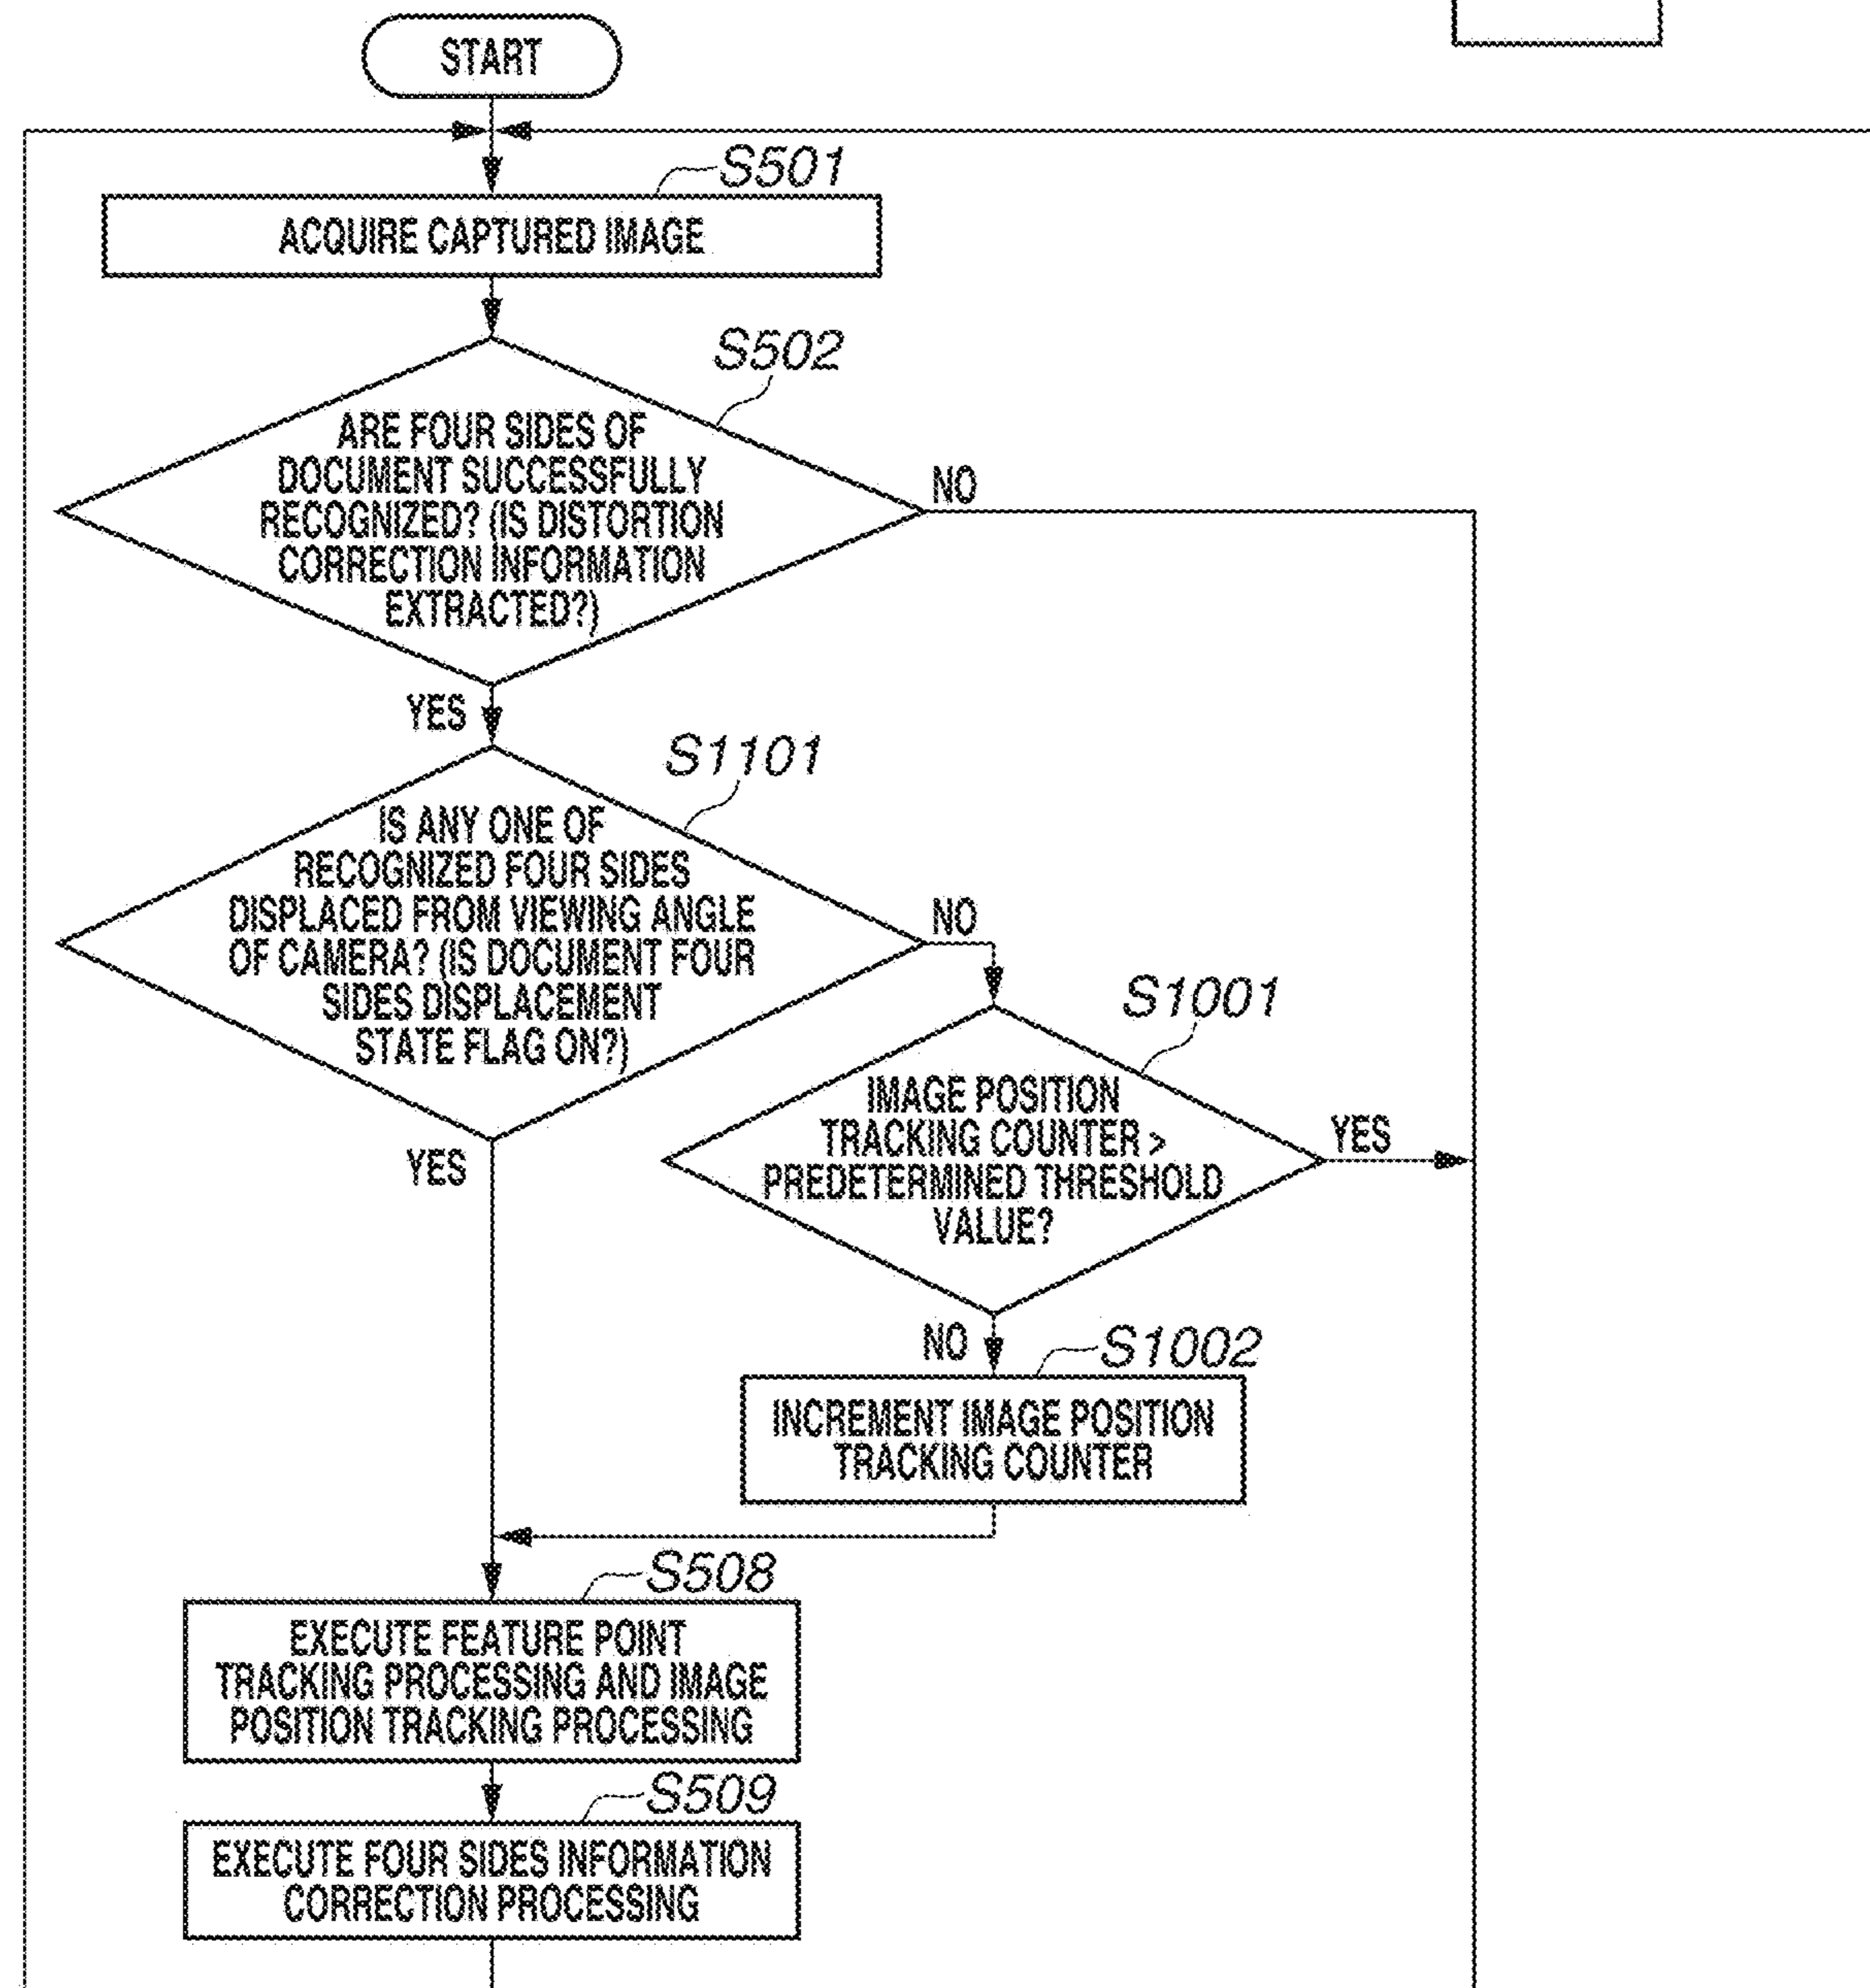 START
S501
ACQUIRE CAPTURED IMAGE
S502
ARE FOUR SIDES OF
DOCUMENT SUCCESSFULLY
RECOGNIZED? (IS DISTORTION
CORRECTION INFORMATION
EXTRACTED?)
NO
YES
S1101
IS ANY ONE OF
RECOGNIZED FOUR SIDES
DISPLACED FROM VIEWING ANGLE
OF CAMERA? (IS DOCUMENT FOUR
SIDES DISPLACEMENT
STATE FLAG ON?)
NO
YES
S1001
IMAGE POSITION
TRACKING COUNTER >
PREDETERMINED THRESHOLD
VALUE?
YES
NO
S1002
INCREMENT IMAGE POSITION
TRACKING COUNTER
S508
EXECUTE FEATURE POINT
TRACKING PROCESSING AND IMAGE
POSITION TRACKING PROCESSING
S509
EXECUTE FOUR SIDES INFORMATION
CORRECTION PROCESSING